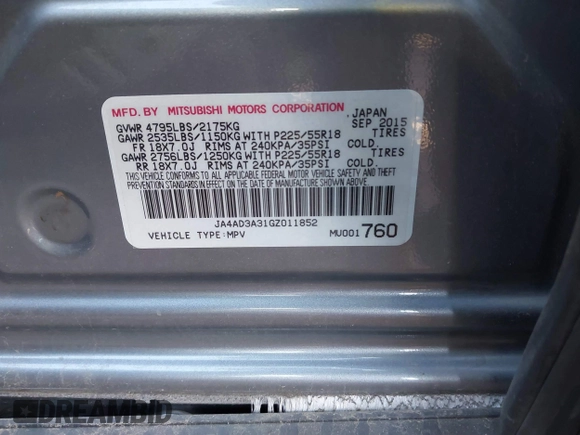 MFD. BY MITSUBISHI MOTORS CORPORATION JAPAN
GVWR 4795LBS/2175KG SEP 2015
GAWR 2535LBS/1150KG WITH P225/55R18 TIRES
FR 18X7.0J RIMS AT 240KPA/35PSI COLD.
GAWR 2756LBS/1250KG WITH P225/55R18 TIRES
RR 18X7.0J RIMS AT 240KPA/35PSI COLD.
THIS VEHICLE CONFORMS TO ALL APPLICABLE FEDERAL MOTOR VEHICLE SAFETY
AND THEFT PREVENTION STANDARDS IN EFFECT ON THE DATE OF MANUFACTURE SHOWN ABOVE.
JA4AD3A31GZ011852
VEHICLE TYPE:MPV MU001 760
DREAMBID